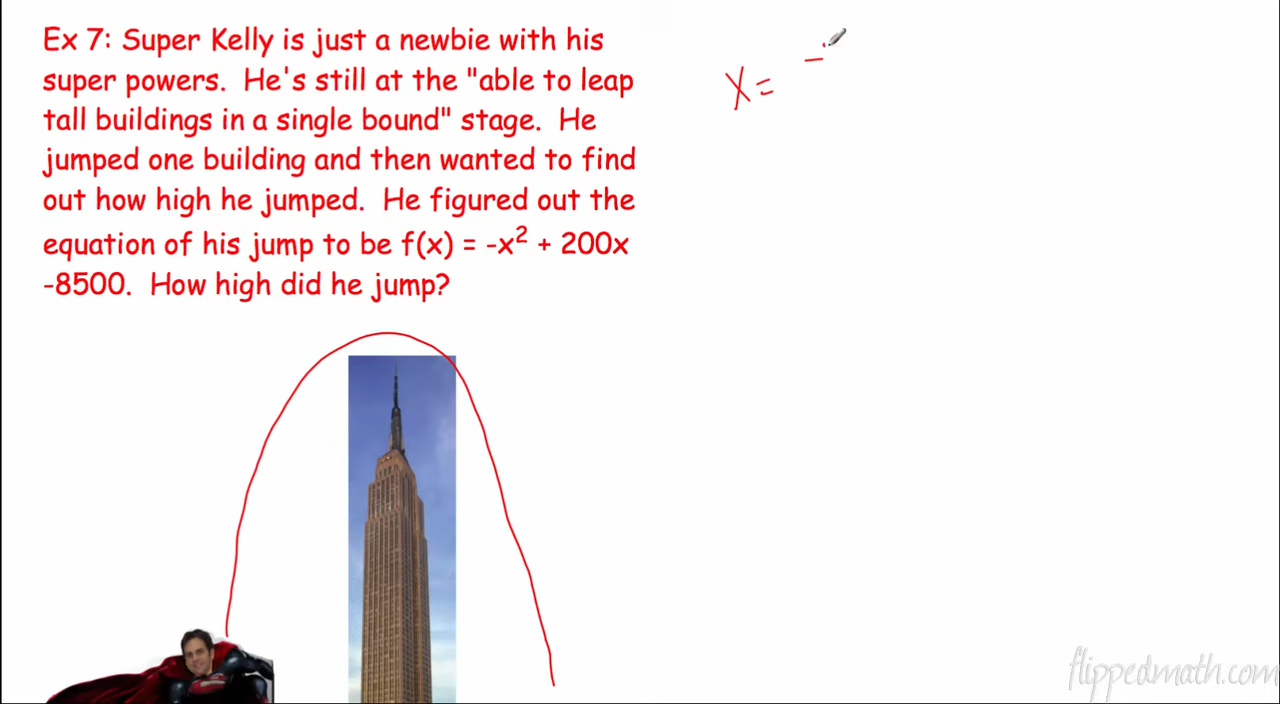 Ex 7: Super Kelly is just a newbie with his
super powers. He's still at the "able to leap
tall buildings in a single bound" stage. He
jumped one building and then wanted to find
out how high he jumped. He figured out the
equation of his jump to be f(x) = -x² + 200x
-8500. How high did he jump?
x = -
flippedmath.com